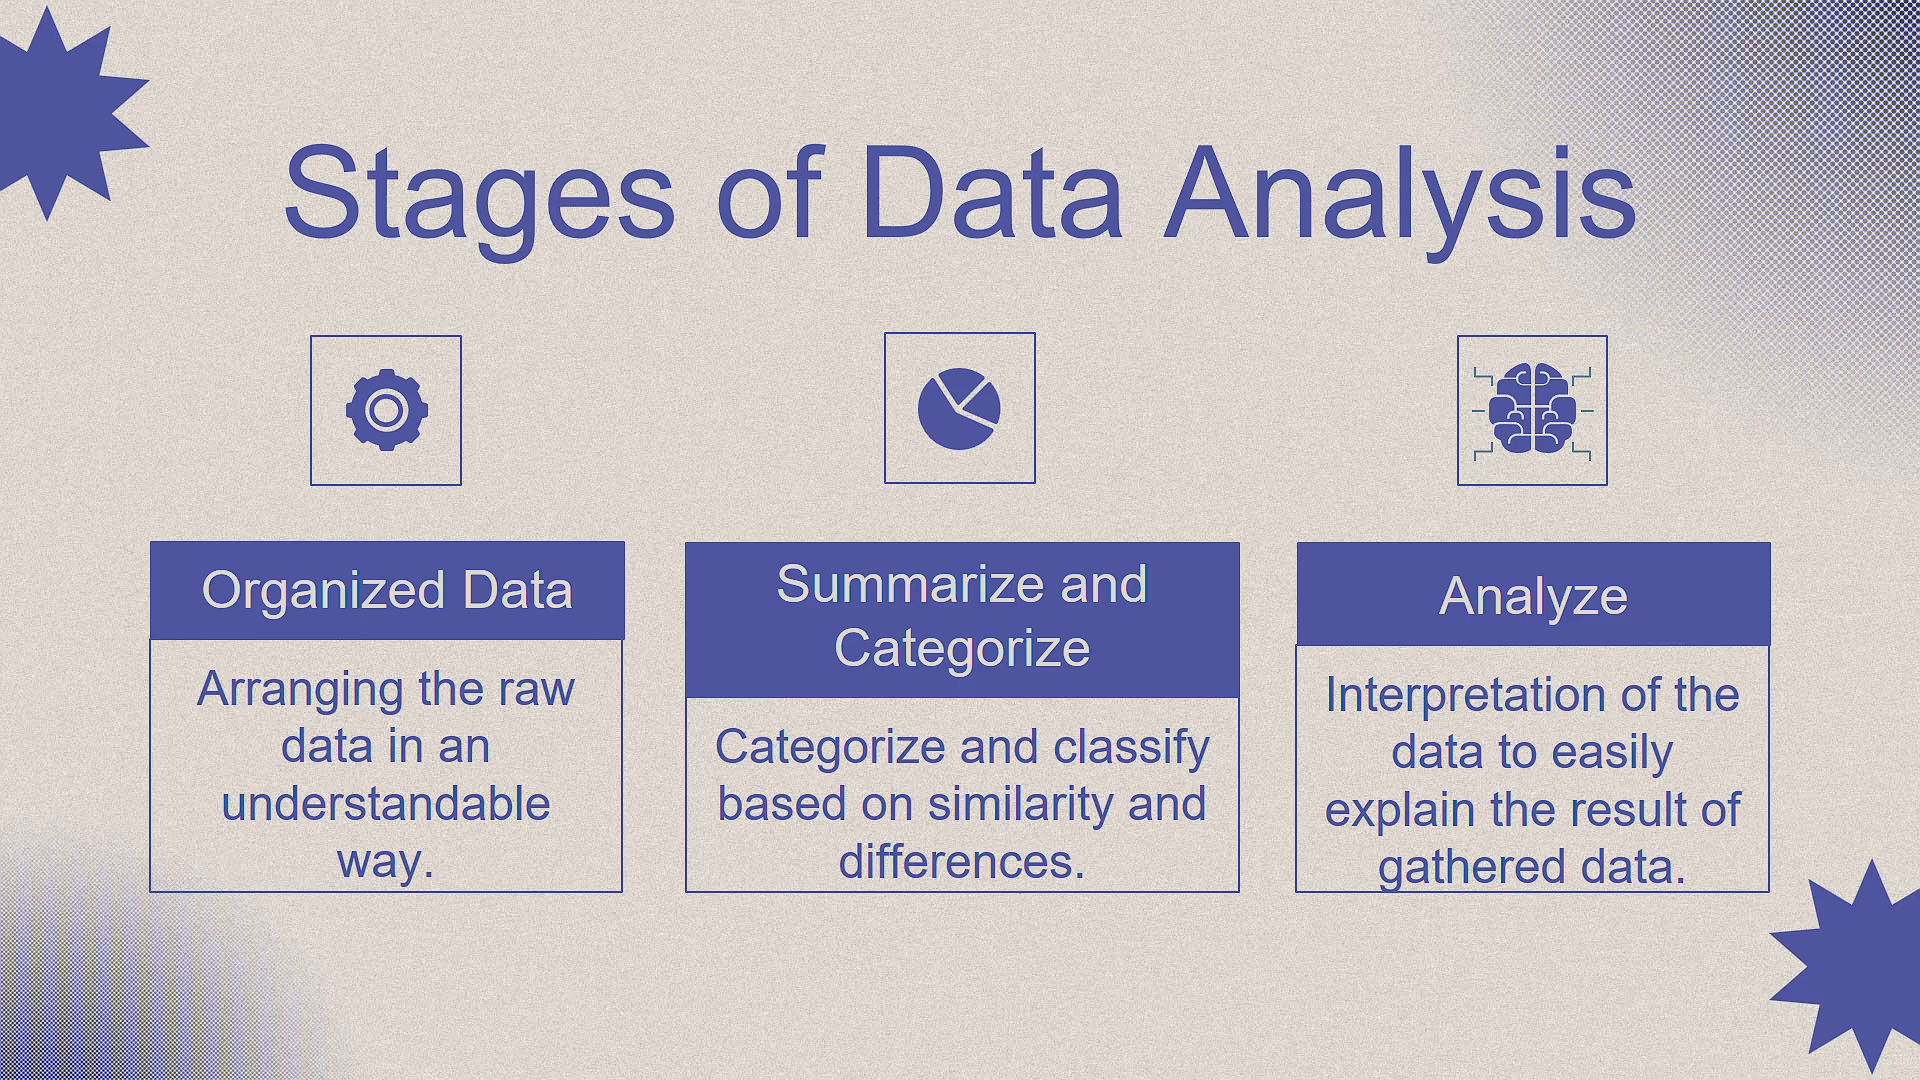 Stages of Data Analysis
Organized Data
Arranging the raw
data in an
understandable
way.
Summarize and
Categorize
Categorize and classify
based on similarity and
differences.
Analyze
Interpretation of the
data to easily
explain the result of
gathered data.